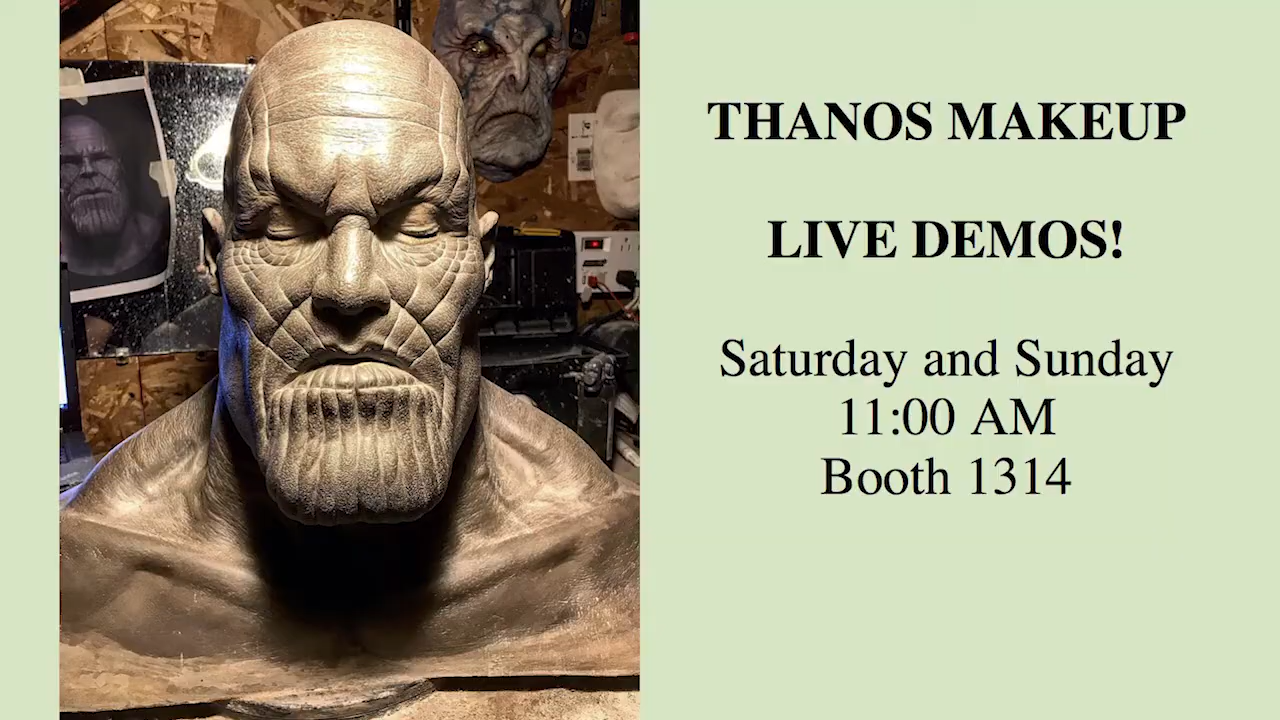 THANOS MAKEUP
LIVE DEMOS!
Saturday and Sunday
11:00 AM
Booth 1314